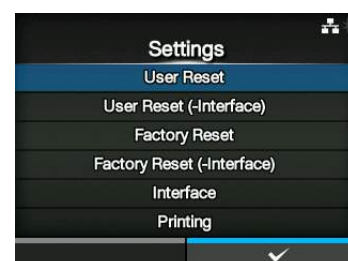 Settings
User Reset
User Reset (-Interface)
Factory Reset
Factory Reset (-Interface)
Interface
Printing